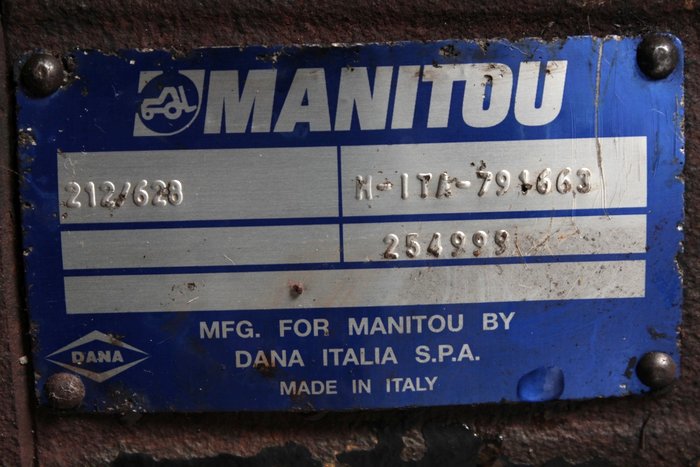 MANITOU
212/628 M-ITA-791663
254999
MFG. FOR MANITOU BY
DANA DANA ITALIA S.P.A.
MADE IN ITALY